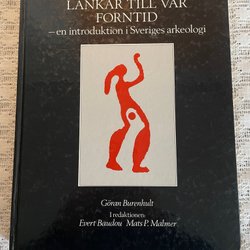 LÄNKAR TILL VÅR
FORNTID
– en introduktion i Sveriges arkeologi
Göran Burenhult
I redaktionen:
Evert Baudou Mats P. Malmer